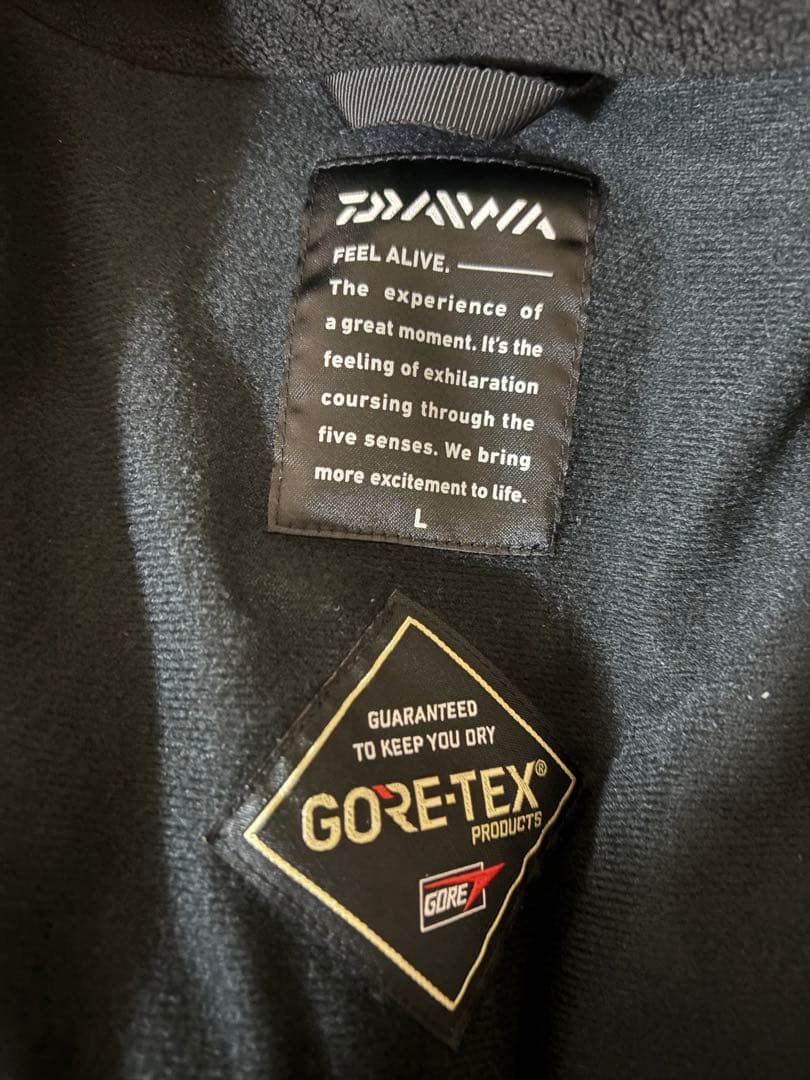 DAIWA
FEEL ALIVE.
The experience of
a great moment. It's the
feeling of exhilaration
coursing through the
five senses. We bring
more excitement to life.
L
GUARANTEED
TO KEEP YOU DRY
GORE-TEX®
PRODUCTS
GORE